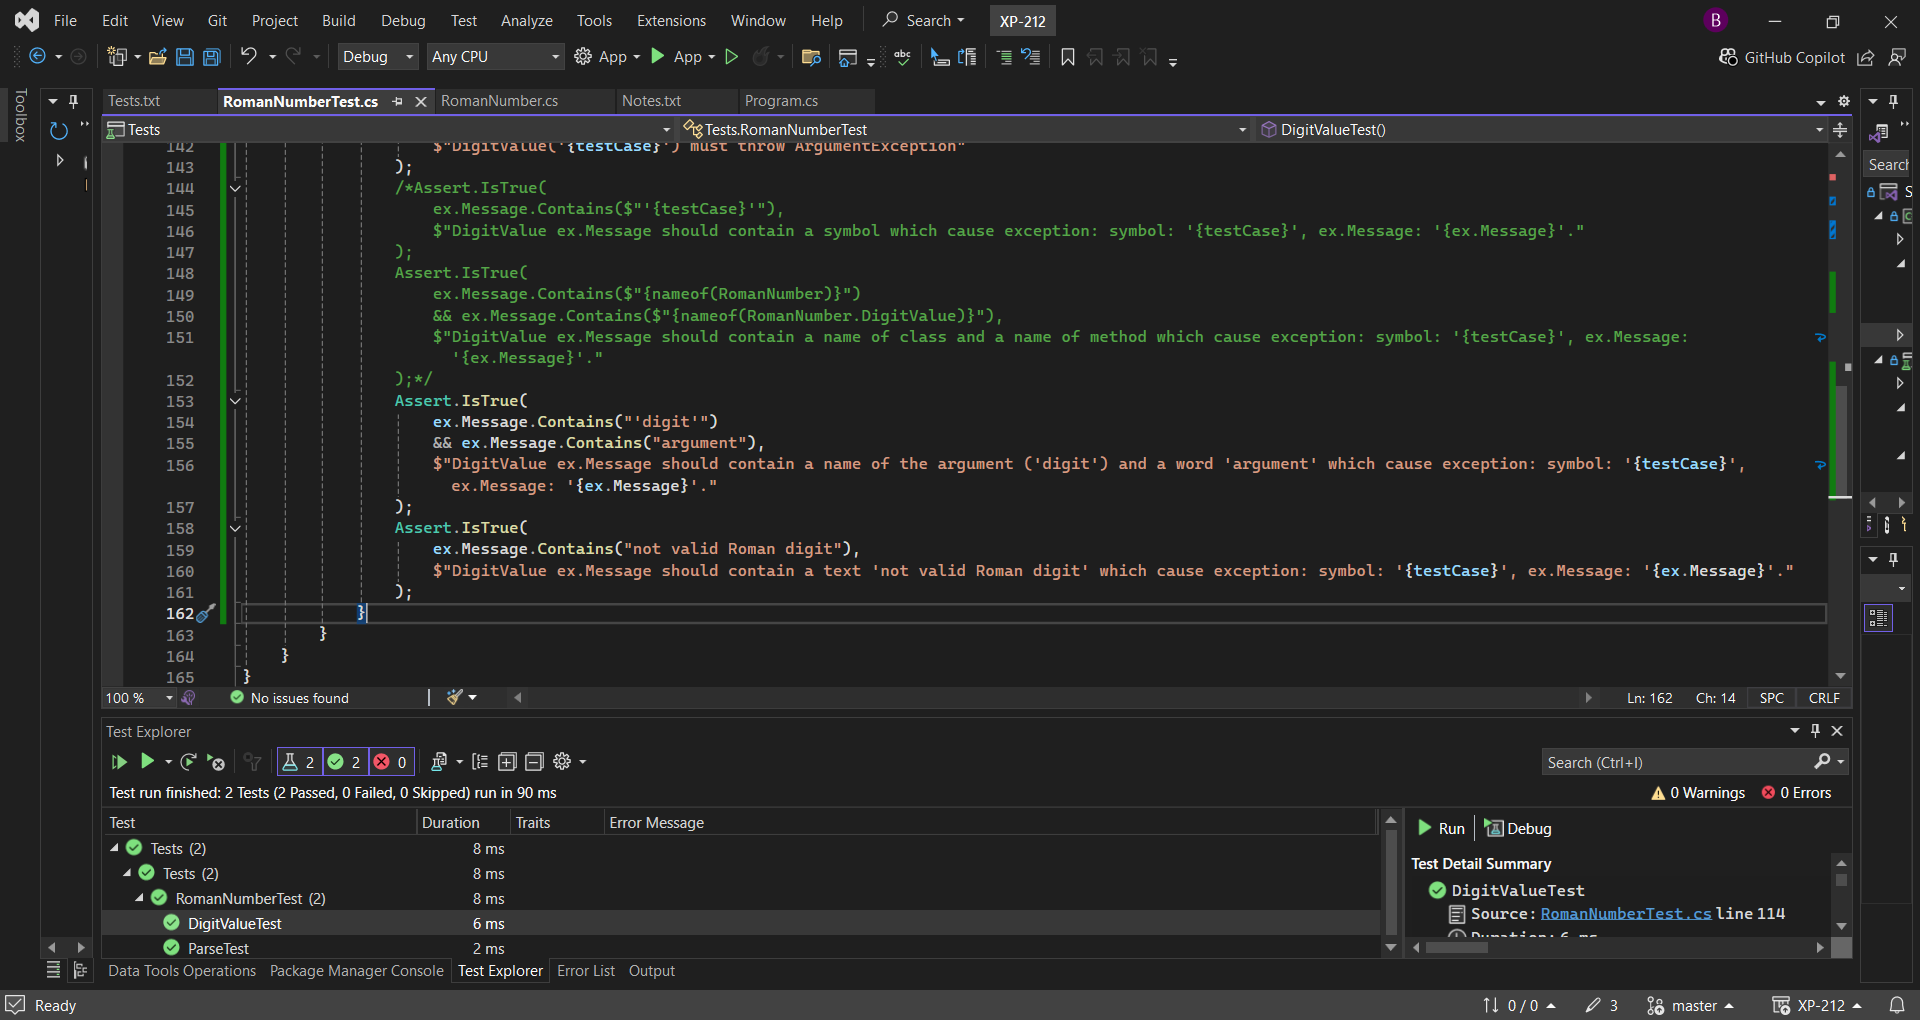 File Edit View Git Project Build Debug Test Analyze Tools Extensions Window Help Search XP-212 B
Debug Any CPU App App GitHub Copilot
Toolbox
Tests.txt RomanNumberTest.cs RomanNumber.cs Notes.txt Program.cs
Tests Tests.RomanNumberTest DigitValueTest()
Search
142 $"DigitValue('{testCase}') must throw ArgumentException"
143 );
144 /*Assert.IsTrue(
145 ex.Message.Contains($"'{testCase}'"),
146 $"DigitValue ex.Message should contain a symbol which cause exception: symbol: '{testCase}', ex.Message: '{ex.Message}'."
147 );
148 Assert.IsTrue(
149 ex.Message.Contains($"{nameof(RomanNumber)}")
150 && ex.Message.Contains($"{nameof(RomanNumber.DigitValue)}"),
151 $"DigitValue ex.Message should contain a name of class and a name of method which cause exception: symbol: '{testCase}', ex.Message:
'{ex.Message}'."
152 );*/
153 Assert.IsTrue(
154 ex.Message.Contains("'digit'")
155 && ex.Message.Contains("argument"),
156 $"DigitValue ex.Message should contain a name of the argument ('digit') and a word 'argument' which cause exception: symbol: '{testCase}',
ex.Message: '{ex.Message}'."
157 );
158 Assert.IsTrue(
159 ex.Message.Contains("not valid Roman digit"),
160 $"DigitValue ex.Message should contain a text 'not valid Roman digit' which cause exception: symbol: '{testCase}', ex.Message: '{ex.Message}'."
161 );
162 }
163 }
164 }
165 }
100 % No issues found Ln: 162 Ch: 14 SPC CRLF
Test Explorer
2 2 0 Search (Ctrl+I)
Test run finished: 2 Tests (2 Passed, 0 Failed, 0 Skipped) run in 90 ms 0 Warnings 0 Errors
Test Duration Traits Error Message
Tests (2) 8 ms
Tests (2) 8 ms
RomanNumberTest (2) 8 ms
DigitValueTest 6 ms
ParseTest 2 ms
Run Debug
Test Detail Summary
DigitValueTest
Source: RomanNumberTest.cs line 114
Duration: 6 ms
Data Tools Operations Package Manager Console Test Explorer Error List Output
Ready 0 / 0 3 master XP-212